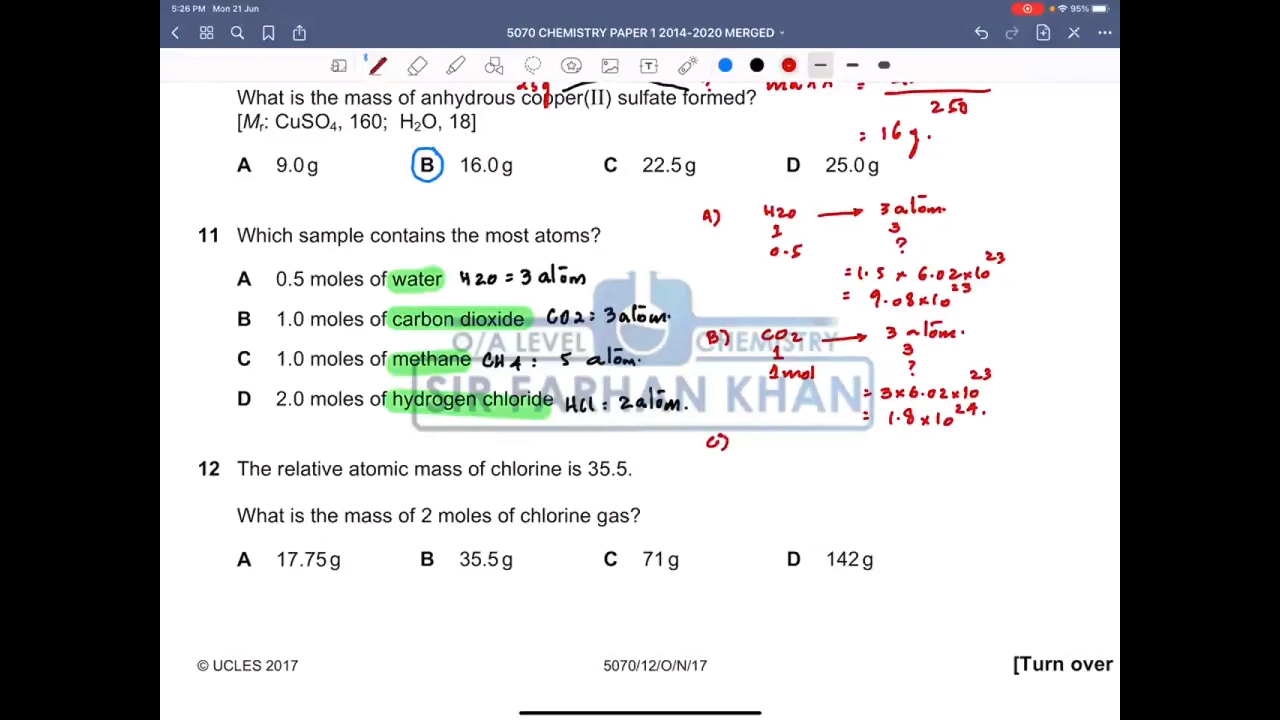 5:26 PM Mon 21 Jun
95%
5070 CHEMISTRY PAPER 1 2014-2020 MERGED
What is the mass of anhydrous copper(II) sulfate formed?
250
[Mr: CuSO4, 160; H2O, 18]
= 16 g.
A 9.0 g B 16.0 g C 22.5 g D 25.0 g
A) H2O → 3 atom.
1 3
0.5 ?
= 1.5 × 6.02×10^23
= 9.08×10^23
11 Which sample contains the most atoms?
A 0.5 moles of water H2O = 3 atom
B 1.0 moles of carbon dioxide CO2 : 3 atom.
C 1.0 moles of methane CH4 : 5 atom.
D 2.0 moles of hydrogen chloride HCl : 2 atom.
B) CO2 → 3 atom.
1 3
1 mol ?
= 3×6.02×10^23
= 1.8×10^24.
C)
O/A LEVEL CHEMISTRY
SIR FARHAN KHAN
12 The relative atomic mass of chlorine is 35.5.
What is the mass of 2 moles of chlorine gas?
A 17.75 g B 35.5 g C 71 g D 142 g
© UCLES 2017 5070/12/O/N/17 [Turn over